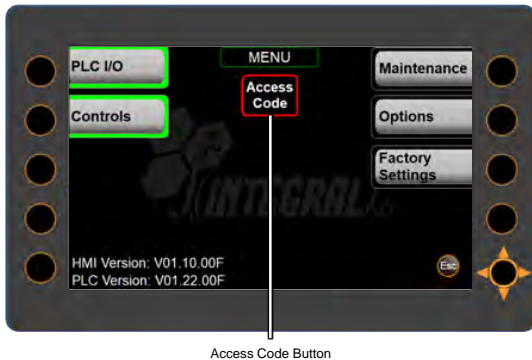 MENU
PLC I/O
Access
Code
Maintenance
Controls
Options
Factory
Settings
INTEGRAL
HMI Version: V01.10.00F
PLC Version: V01.22.00F
Esc
Access Code Button